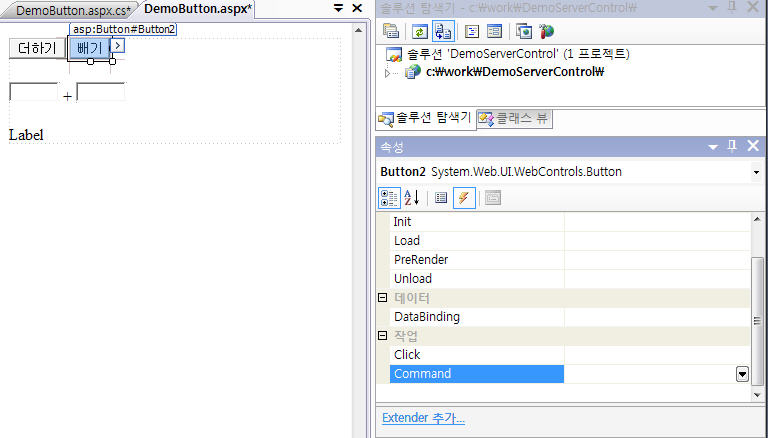 DemoButton.aspx.cs*
DemoButton.aspx*
asp:Button#Button2
더하기
빼기
+
Label
솔루션 탐색기 - c:\work\DemoServerControl\
솔루션 'DemoServerControl' (1 프로젝트)
c:₩work₩DemoServerControl₩
솔루션 탐색기
클래스 뷰
속성
Button2 System.Web.UI.WebControls.Button
Init
Load
PreRender
Unload
데이터
DataBinding
작업
Click
Command
Extender 추가...